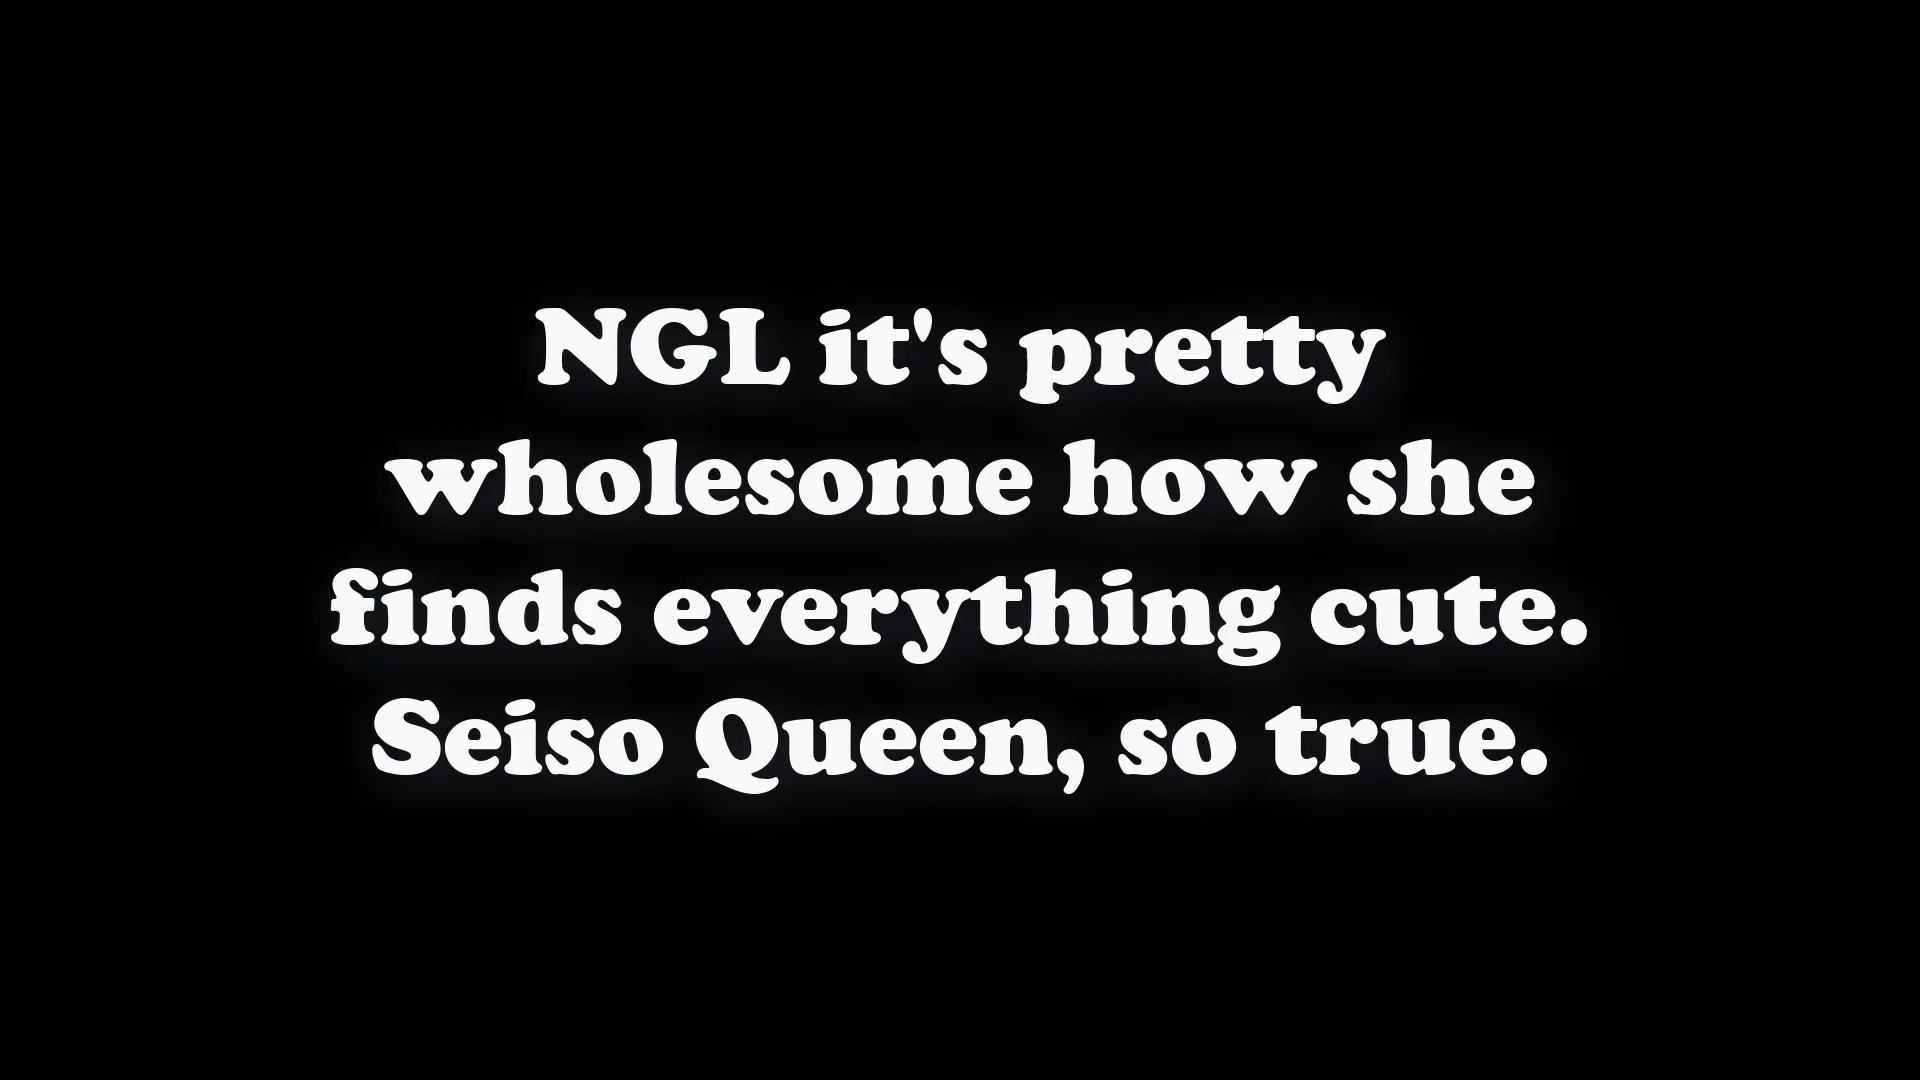 NGL it's pretty
wholesome how she
finds everything cute.
Seiso Queen, so true.